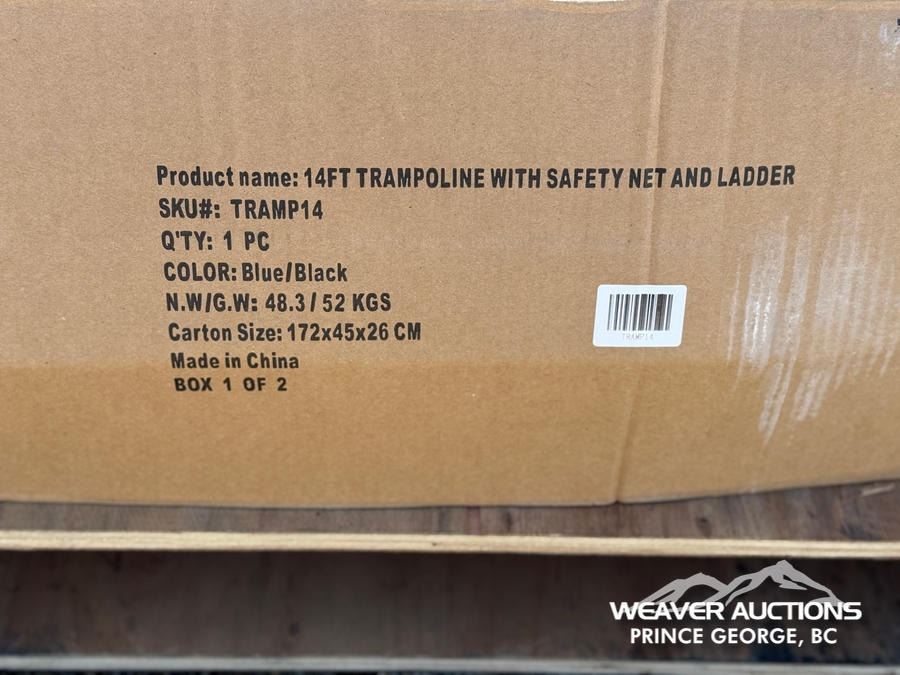 Product name: 14FT TRAMPOLINE WITH SAFETY NET AND LADDER
SKU#: TRAMP14
Q'TY: 1 PC
COLOR: Blue/Black
N.W/G.W: 48.3 / 52 KGS
Carton Size: 172x45x26 CM
Made in China
BOX 1 OF 2
TRAMP14
WEAVER AUCTIONS
PRINCE GEORGE, BC